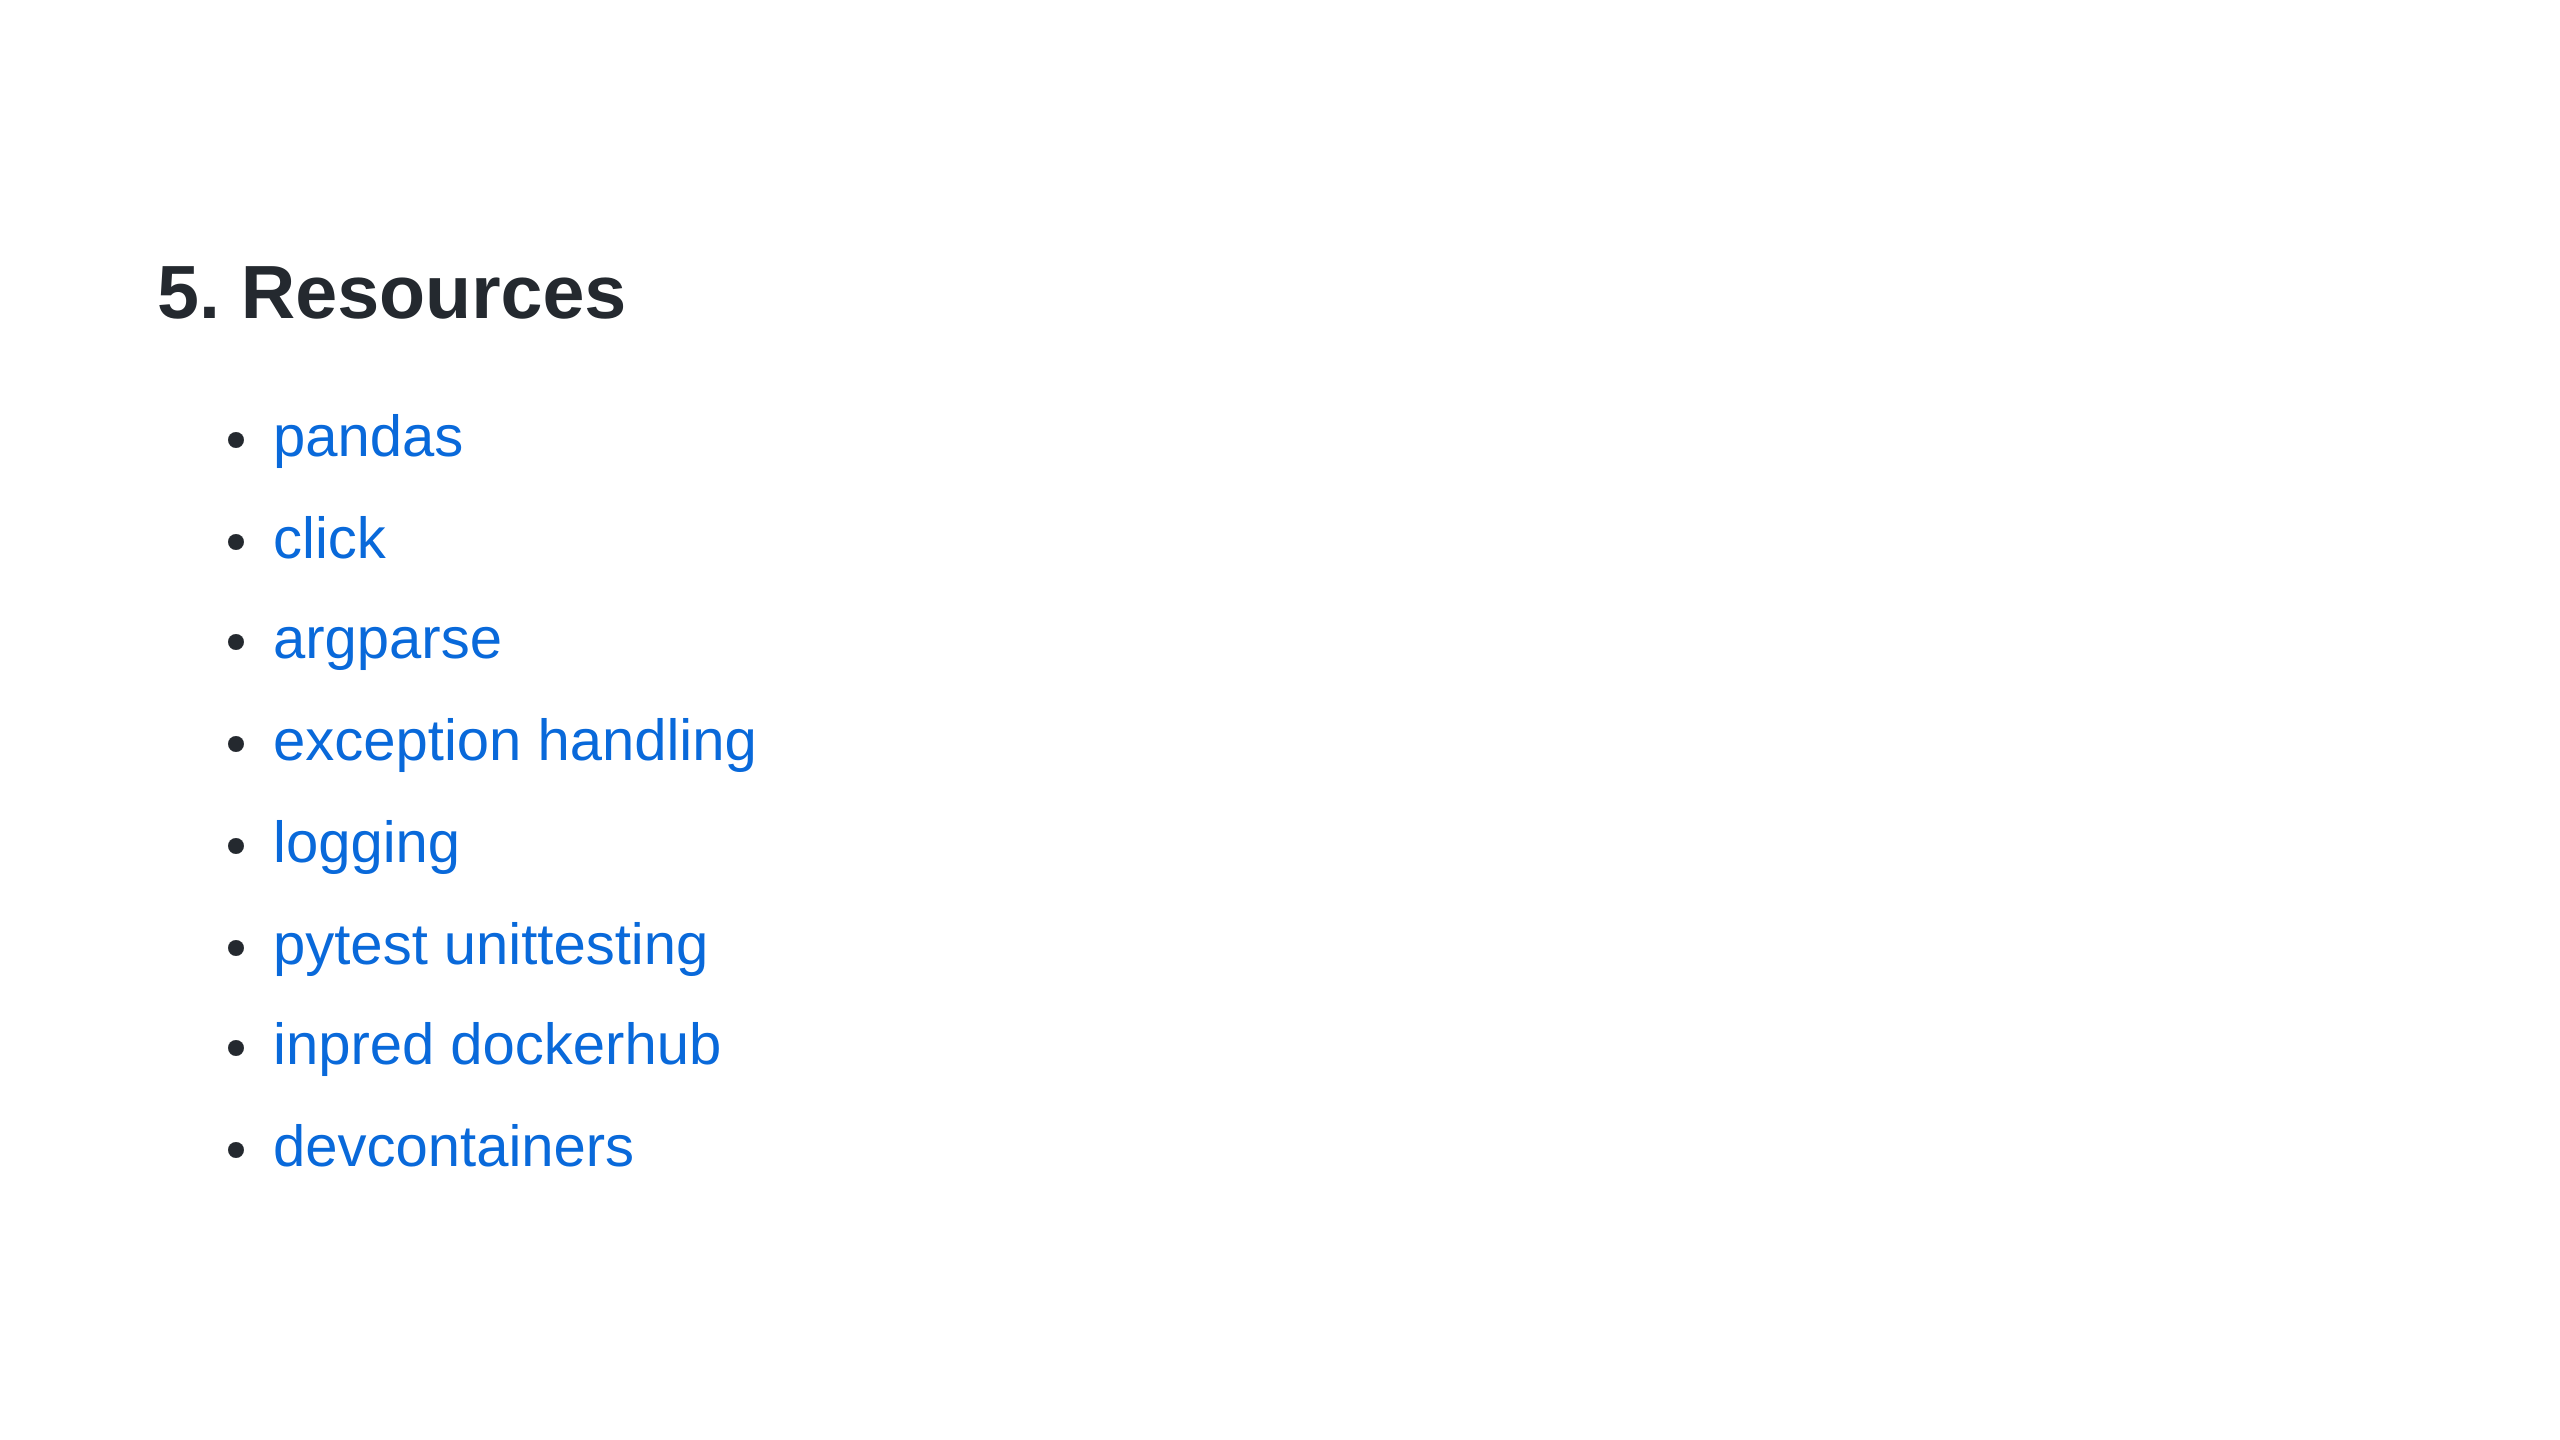 5. Resources
pandas
click
argparse
exception handling
logging
pytest unittesting
inpred dockerhub
devcontainers